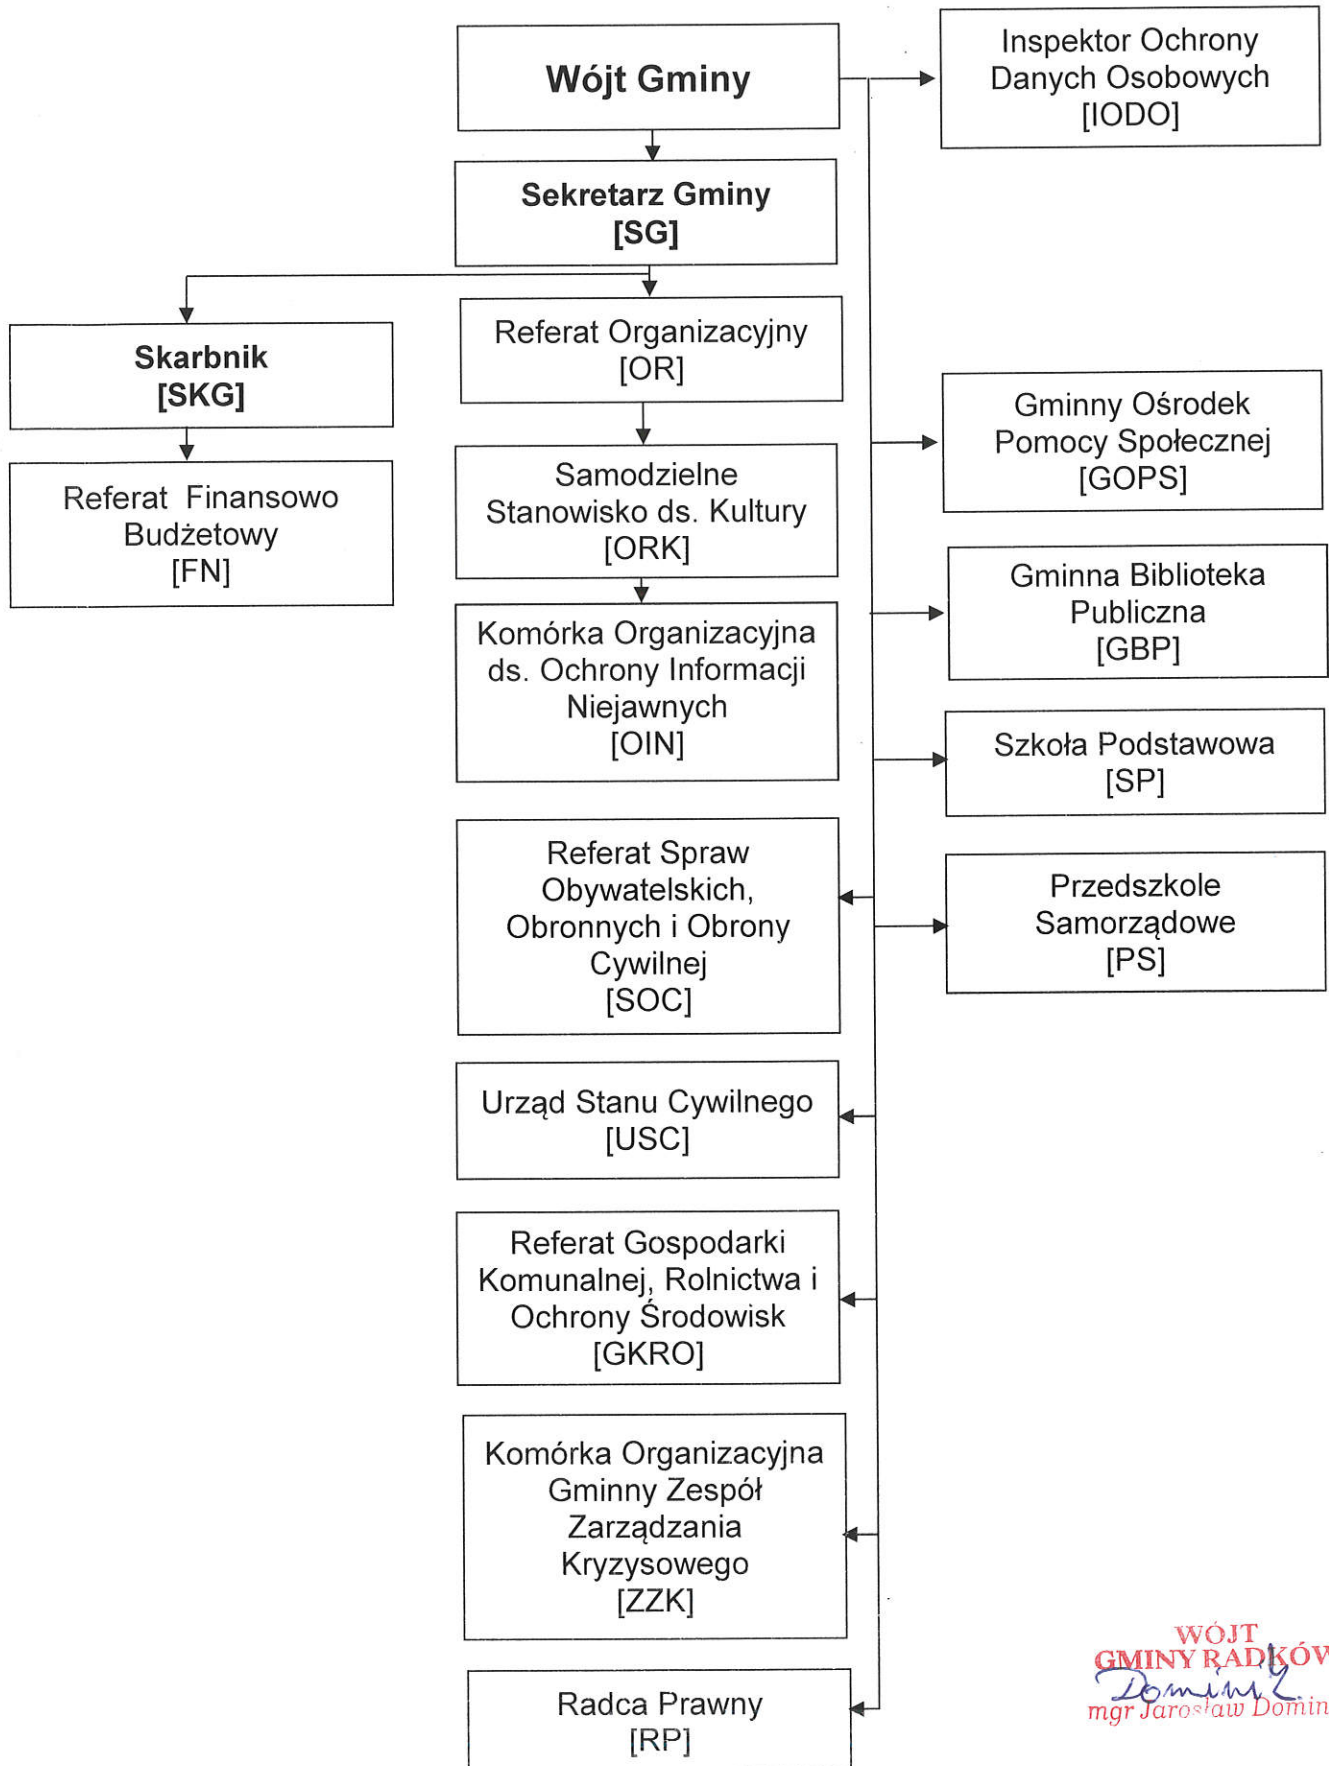 Wójt Gminy
Inspektor Ochrony
Danych Osobowych
[IODO]
Sekretarz Gminy
[SG]
Skarbnik
[SKG]
Referat Organizacyjny
[OR]
Gminny Ośrodek
Pomocy Społecznej
[GOPS]
Referat Finansowo
Budżetowy
[FN]
Samodzielne
Stanowisko ds. Kultury
[ORK]
Gminna Biblioteka
Publiczna
[GBP]
Komórka Organizacyjna
ds. Ochrony Informacji
Niejawnych
[OIN]
Szkoła Podstawowa
[SP]
Referat Spraw
Obywatelskich,
Obronnych i Obrony
Cywilnej
[SOC]
Przedszkole
Samorządowe
[PS]
Urząd Stanu Cywilnego
[USC]
Referat Gospodarki
Komunalnej, Rolnictwa i
Ochrony Środowisk
[GKRO]
Komórka Organizacyjna
Gminny Zespół
Zarządzania
Kryzysowego
[ZZK]
Radca Prawny
[RP]
WÓJT
GMINY RADKÓW
mgr Jarosław Domin